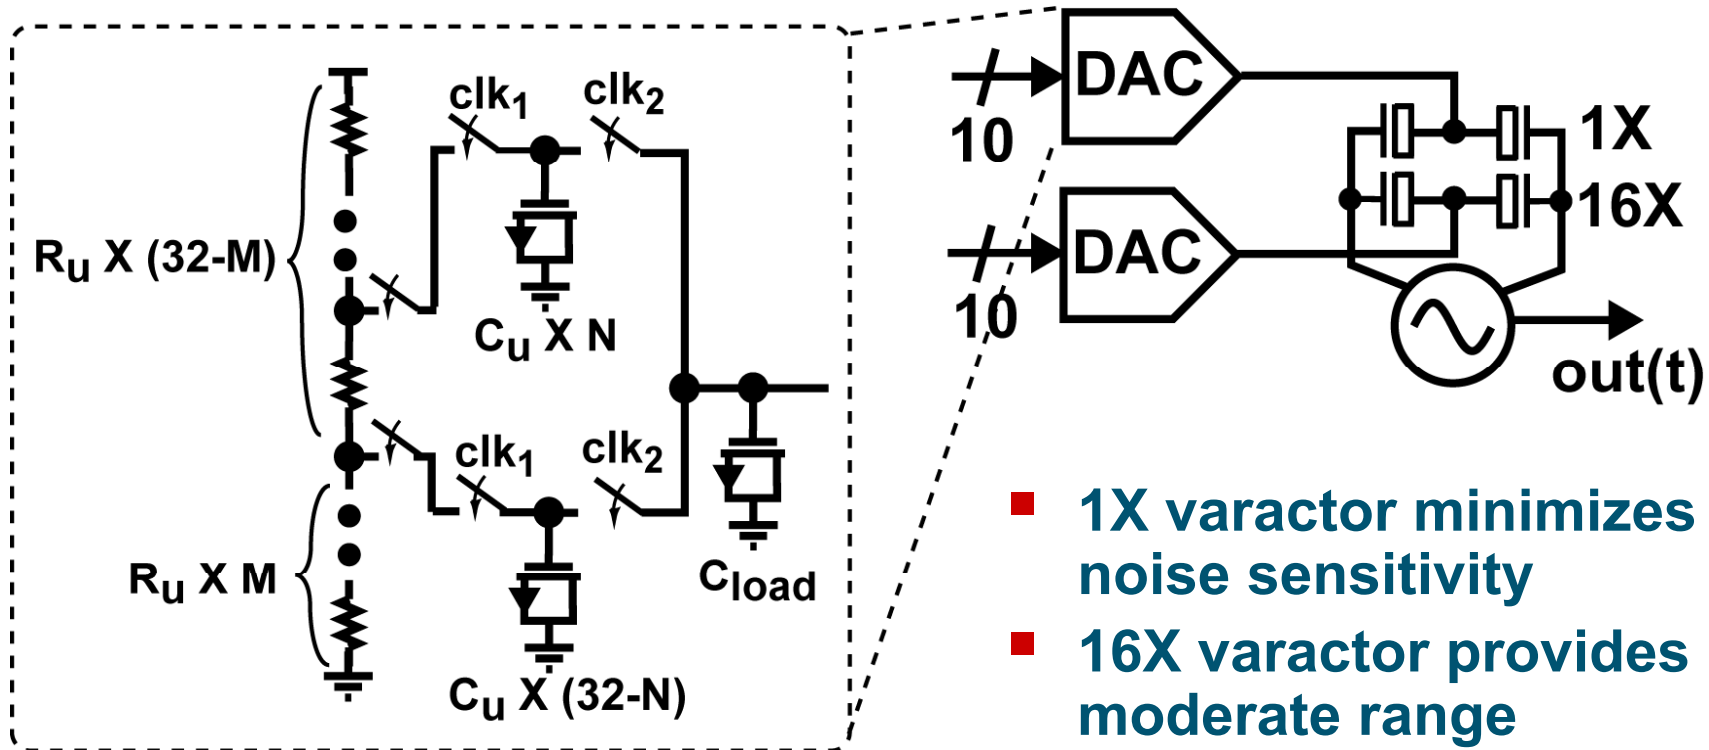 clk1
clk2
Ru X (32-M)
Cu X N
clk1
clk2
Ru X M
Cload
Cu X (32-N)
DAC
10
1X
16X
DAC
10
out(t)
1X varactor minimizes
noise sensitivity
16X varactor provides
moderate range